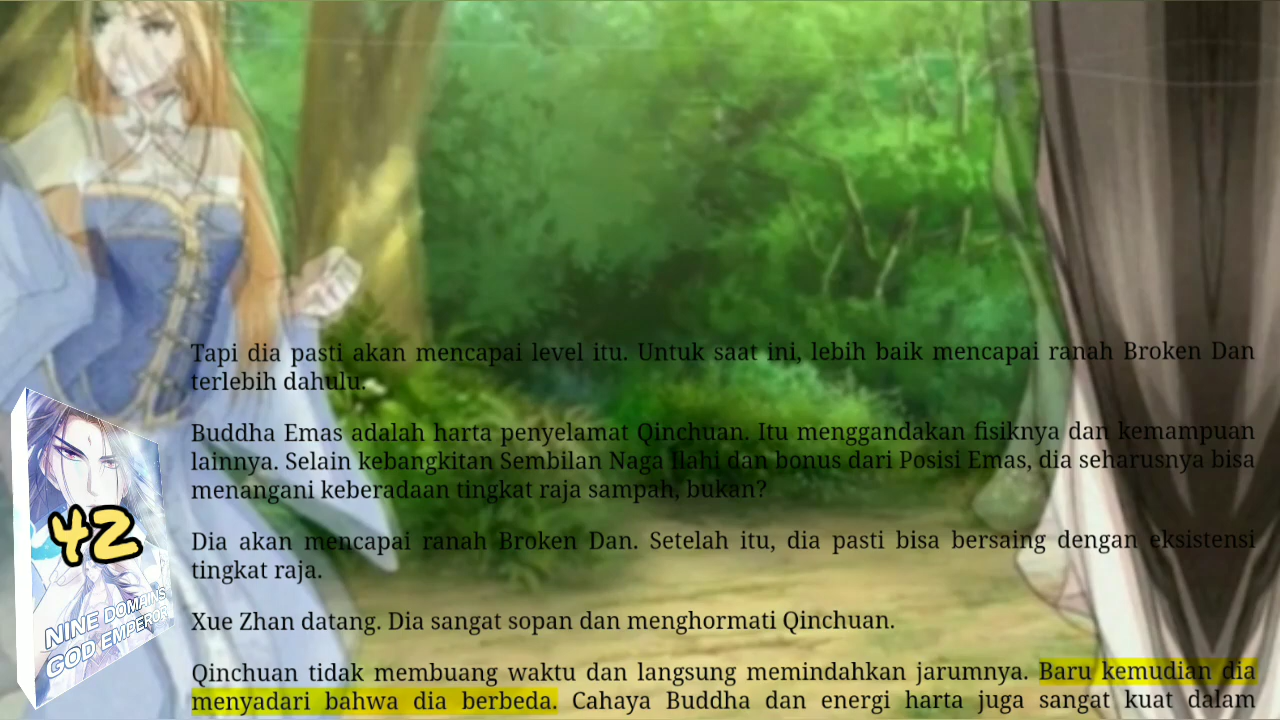 Tapi dia pasti akan mencapai level itu. Untuk saat ini, lebih baik mencapai ranah Broken Dan
terlebih dahulu.
Buddha Emas adalah harta penyelamat Qinchuan. Itu menggandakan fisiknya dan kemampuan
lainnya. Selain kebangkitan Sembilan Naga Ilahi dan bonus dari Posisi Emas, dia seharusnya bisa
menangani keberadaan tingkat raja sampah, bukan?
Dia akan mencapai ranah Broken Dan. Setelah itu, dia pasti bisa bersaing dengan eksistensi
tingkat raja.
Xue Zhan datang. Dia sangat sopan dan menghormati Qinchuan.
Qinchuan tidak membuang waktu dan langsung memindahkan jarumnya. Baru kemudian dia
menyadari bahwa dia berbeda. Cahaya Buddha dan energi harta juga sangat kuat dalam
42
NINE DOMAINS
GOD EMPEROR